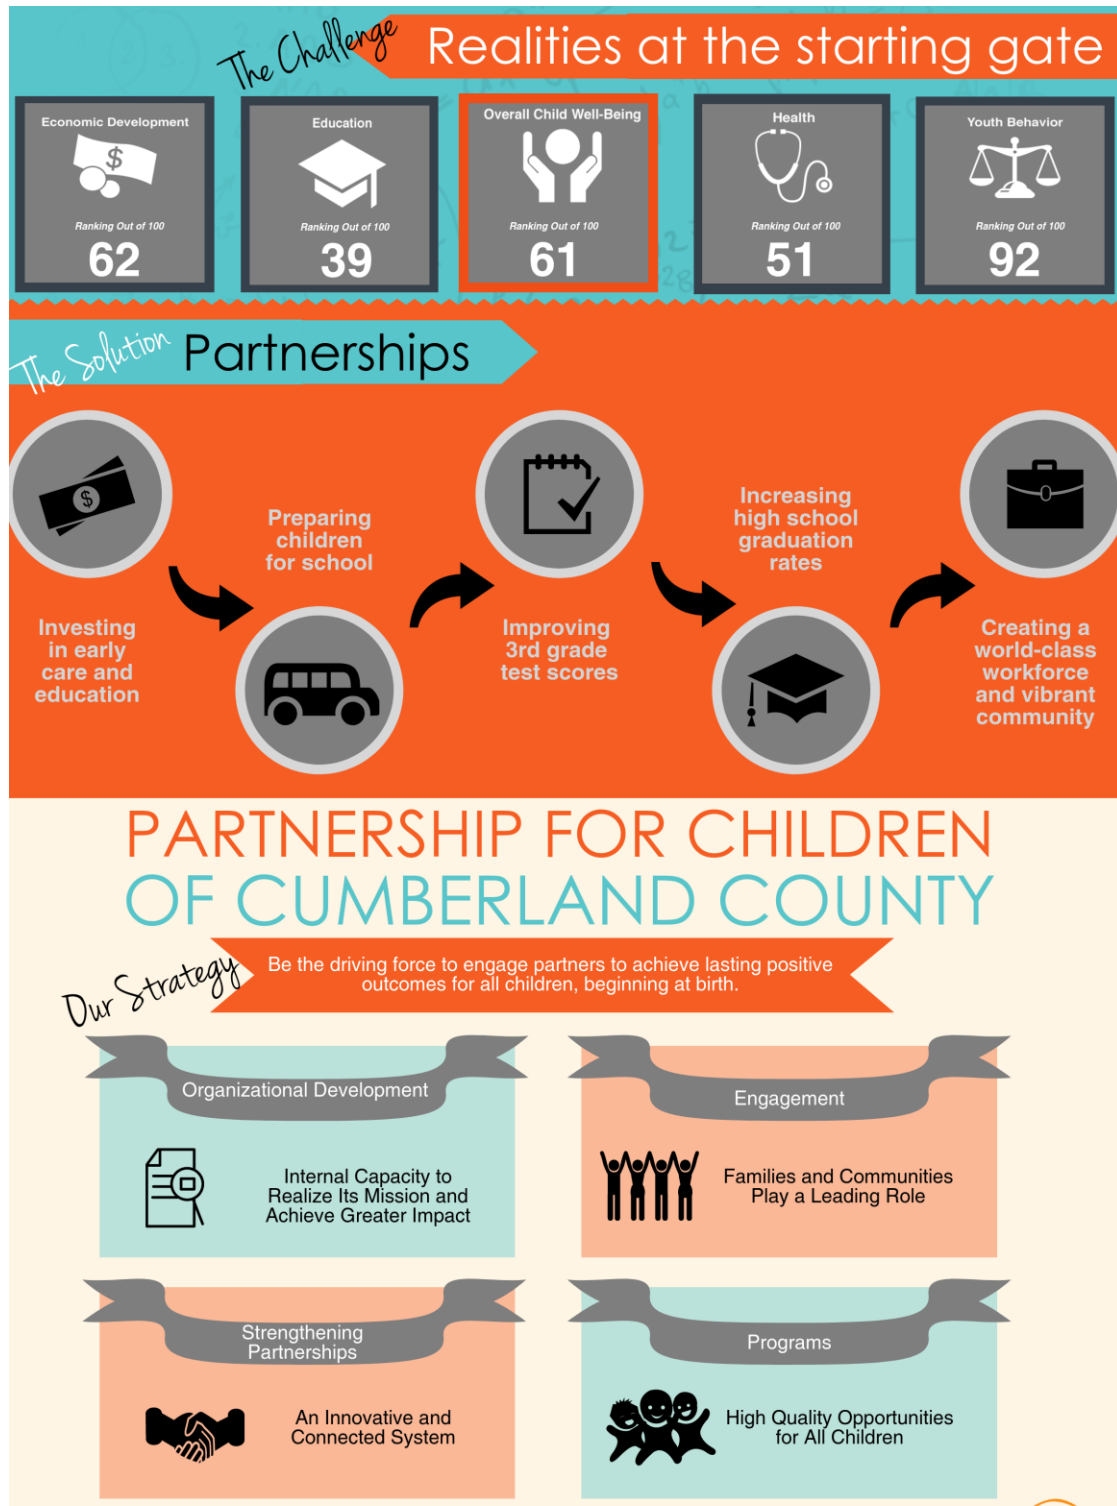 The Challenge
Realities at the starting gate
Economic Development
$
Ranking Out of 100
62
Education
Ranking Out of 100
39
Overall Child Well-Being
Ranking Out of 100
61
Health
Ranking Out of 100
51
Youth Behavior
Ranking Out of 100
92
The Solution
Partnerships
$
Investing
in early
care and
education
Preparing
children
for school
Improving
3rd grade
test scores
Increasing
high school
graduation
rates
Creating a
world-class
workforce
and vibrant
community
PARTNERSHIP FOR CHILDREN
OF CUMBERLAND COUNTY
Our Strategy
Be the driving force to engage partners to achieve lasting positive
outcomes for all children, beginning at birth.
Organizational Development
Internal Capacity to
Realize Its Mission and
Achieve Greater Impact
Engagement
Families and Communities
Play a Leading Role
Strengthening
Partnerships
An Innovative and
Connected System
Programs
High Quality Opportunities
for All Children